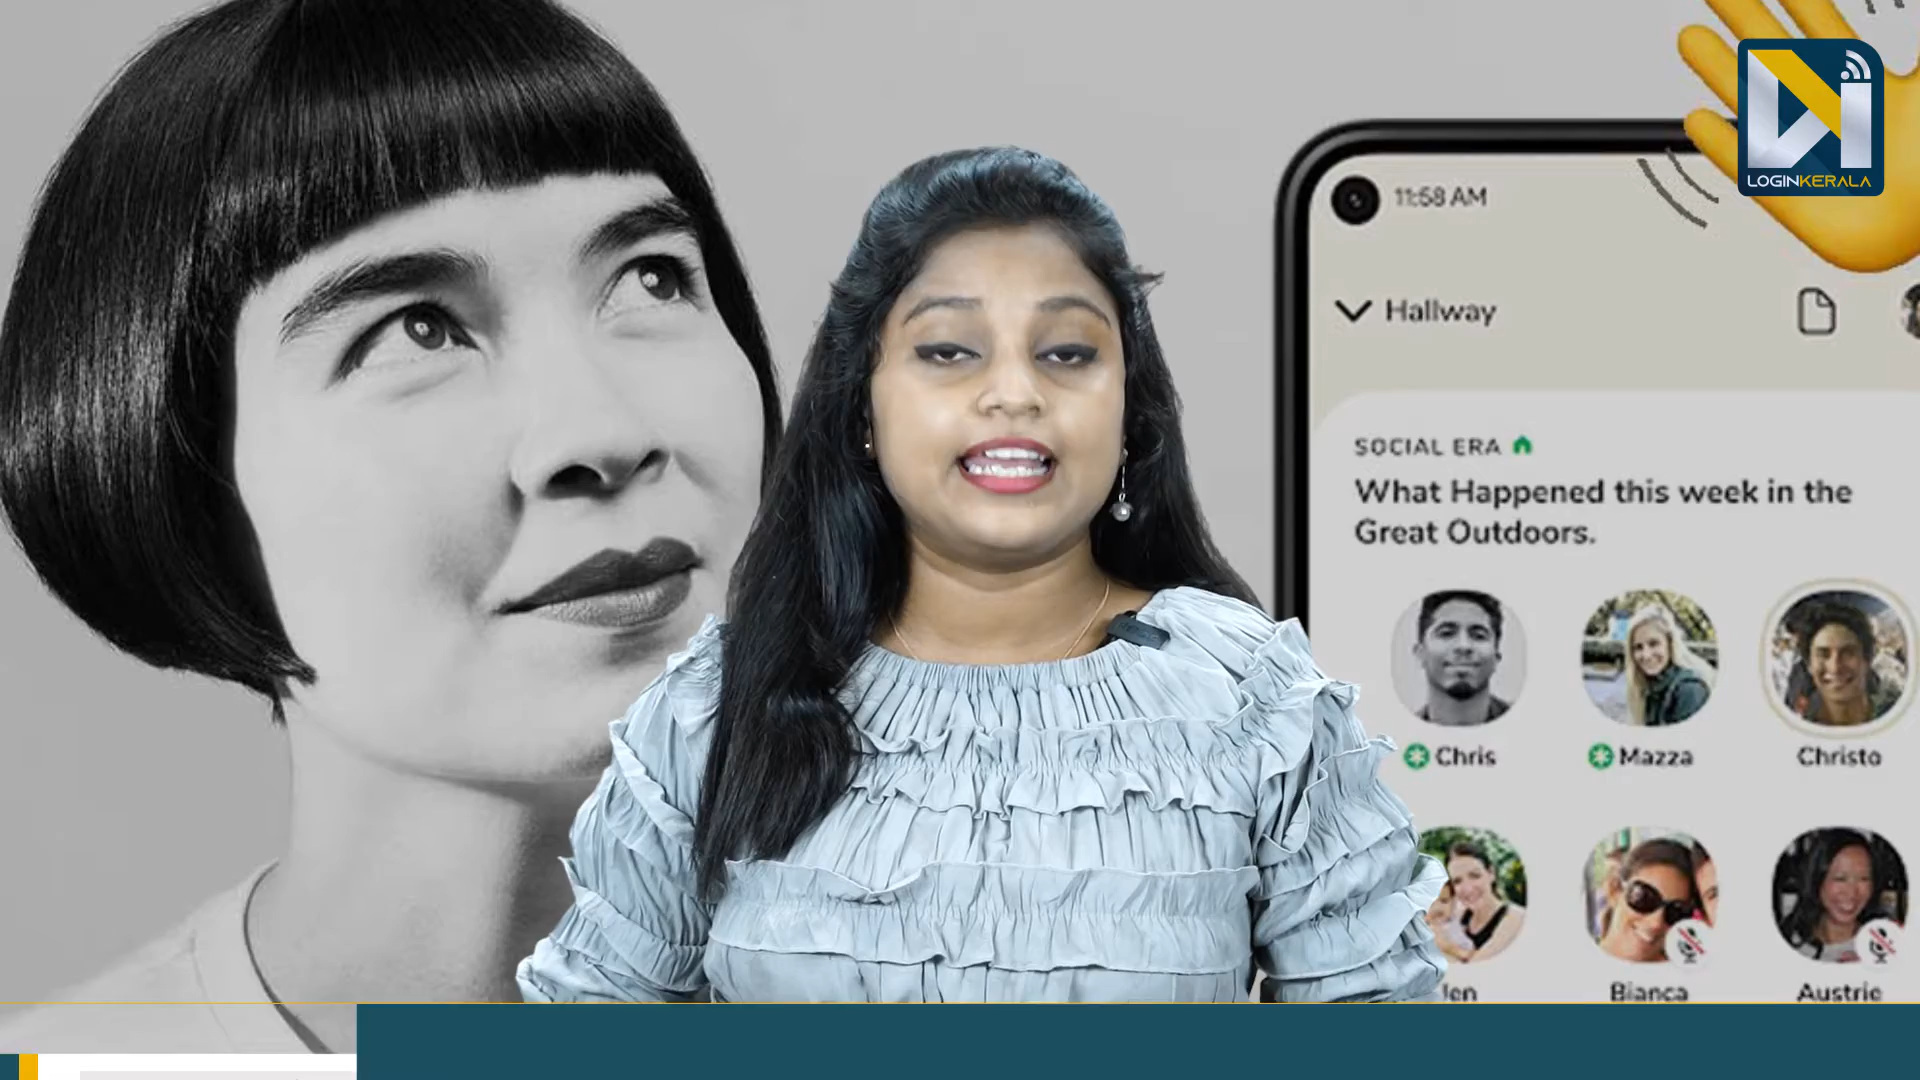 LOGINKERALA
11:58 AM
Hallway
SOCIAL ERA
What Happened this week in the
Great Outdoors.
Chris
Mazza
Christo
Bianca
Austrie